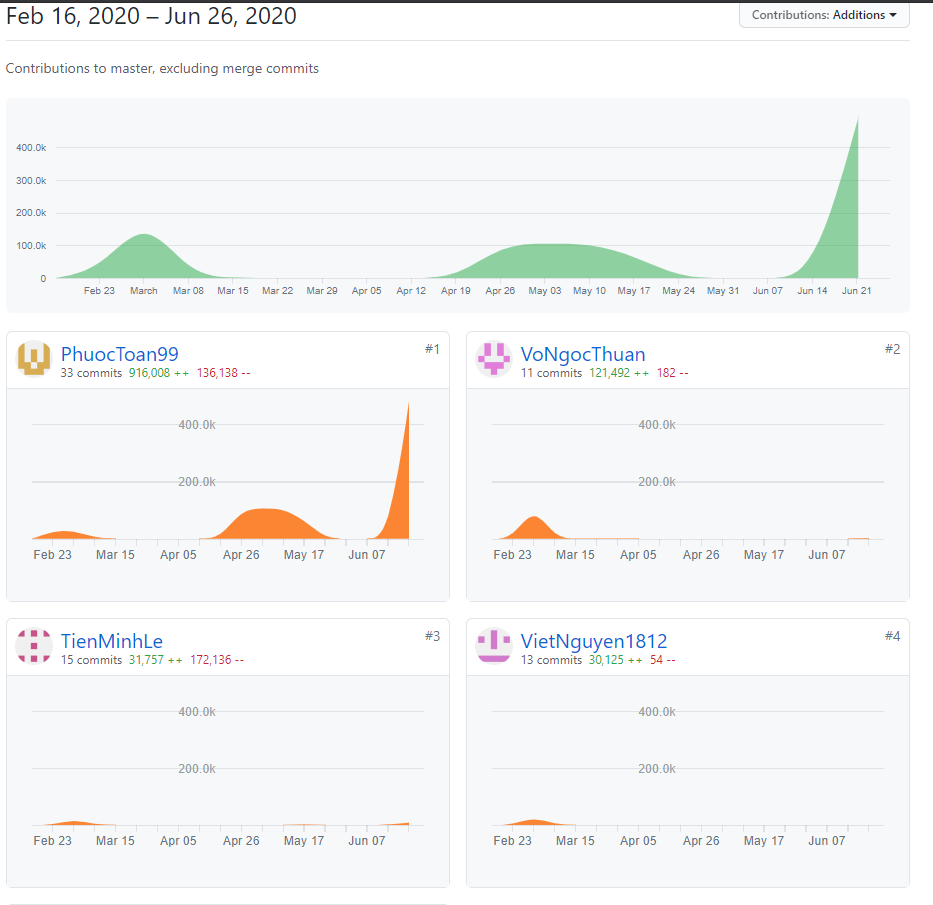 Feb 16, 2020 – Jun 26, 2020
Contributions: Additions
Contributions to master, excluding merge commits
400.0k
300.0k
200.0k
100.0k
0
Feb 23 March Mar 08 Mar 15 Mar 22 Mar 29 Apr 05 Apr 12 Apr 19 Apr 26 May 03 May 10 May 17 May 24 May 31 Jun 07 Jun 14 Jun 21
PhuocToan99
#1
33 commits 916,008 ++ 136,138 --
400.0k
200.0k
Feb 23 Mar 15 Apr 05 Apr 26 May 17 Jun 07
VoNgocThuan
#2
11 commits 121,492 ++ 182 --
400.0k
200.0k
Feb 23 Mar 15 Apr 05 Apr 26 May 17 Jun 07
TienMinhLe
#3
15 commits 31,757 ++ 172,136 --
400.0k
200.0k
Feb 23 Mar 15 Apr 05 Apr 26 May 17 Jun 07
VietNguyen1812
#4
13 commits 30,125 ++ 54 --
400.0k
200.0k
Feb 23 Mar 15 Apr 05 Apr 26 May 17 Jun 07